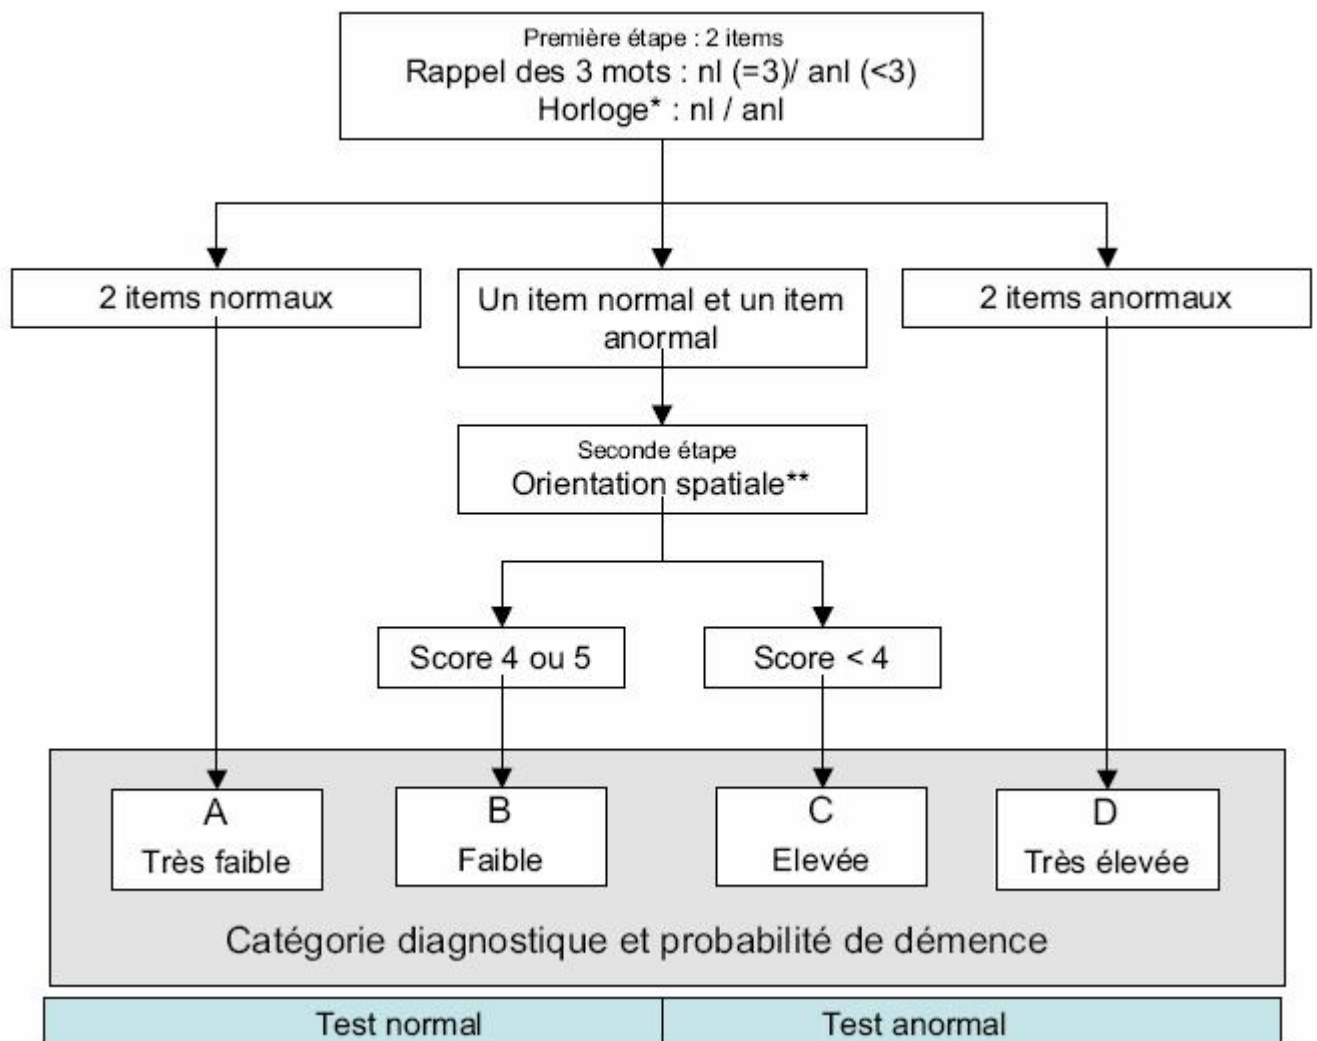 Première étape : 2 items
Rappel des 3 mots : nl (=3)/ anl (<3)
Horloge* : nl / anl
2 items normaux
Un item normal et un item
anormal
2 items anormaux
Seconde étape
Orientation spatiale**
Score 4 ou 5
Score < 4
A
Très faible
B
Faible
C
Elevée
D
Très élevée
Catégorie diagnostique et probabilité de démence
Test normal
Test anormal